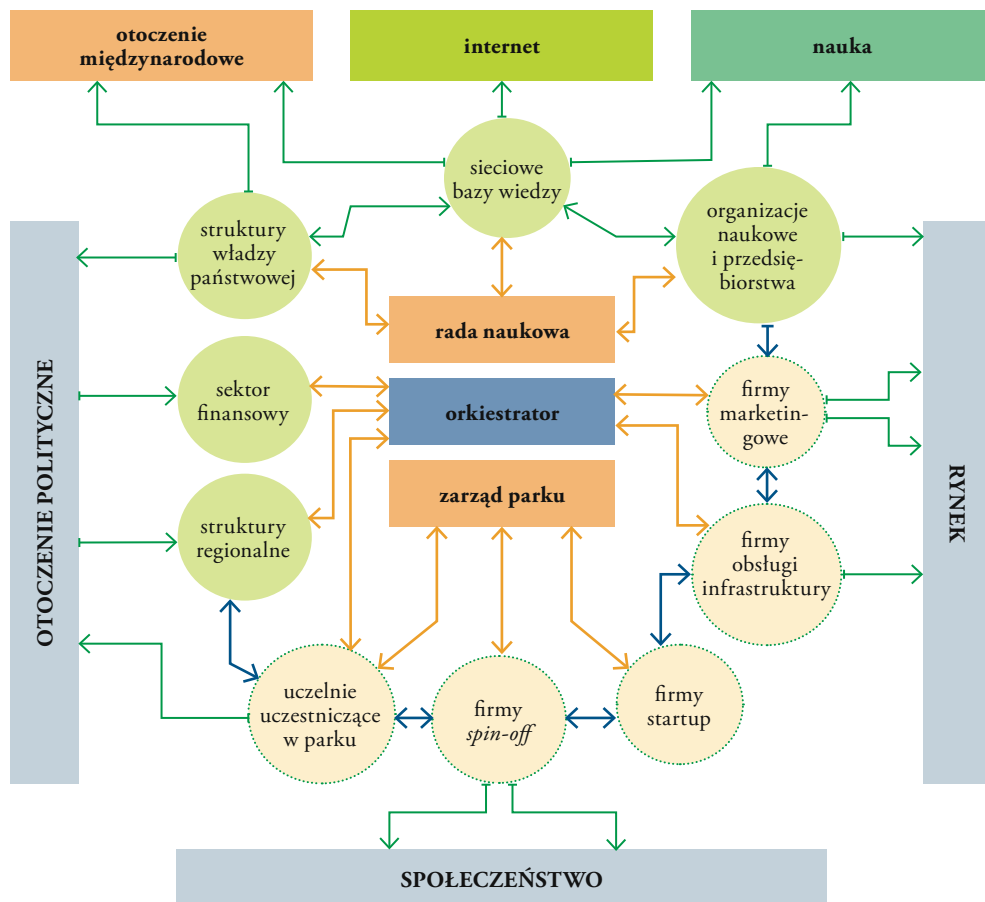 otoczenie
międzynarodowe
internet
nauka
sieciowe
bazy wiedzy
struktury
władzy
państwowej
organizacje
naukowe
i przedsię-
biorstwa
rada naukowa
sektor
finansowy
orkiestrator
firmy
marketin-
gowe
zarząd parku
struktury
regionalne
firmy
obsługi
infrastruktury
OTOCZENIE POLITYCZNE
RYNEK
uczelnie
uczestniczące
w parku
firmy
spin-off
firmy
startup
SPOŁECZEŃSTWO